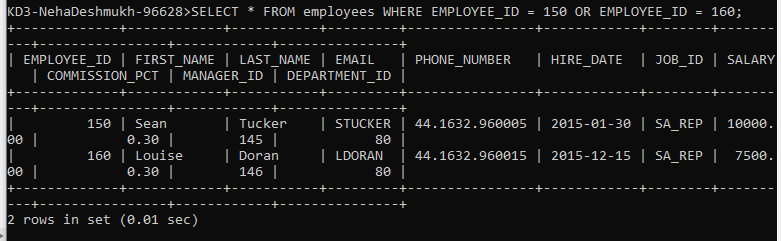 KD3-NehaDeshmukh-96628>SELECT * FROM employees WHERE EMPLOYEE_ID = 150 OR EMPLOYEE_ID = 160;
+-------------+------------+-----------+---------+----------------+------------+--------+--------
---+----------------+------------+---------------+
| EMPLOYEE_ID | FIRST_NAME | LAST_NAME | EMAIL   | PHONE_NUMBER   | HIRE_DATE  | JOB_ID | SALARY
   | COMMISSION_PCT | MANAGER_ID | DEPARTMENT_ID |
+-------------+------------+-----------+---------+----------------+------------+--------+--------
---+----------------+------------+---------------+
|         150 | Sean       | Tucker    | STUCKER | 44.1632.960005 | 2015-01-30 | SA_REP | 10000.
00 |           0.30 |        145 |            80 |
|         160 | Louise     | Doran     | LDORAN  | 44.1632.960015 | 2015-12-15 | SA_REP |  7500.
00 |           0.30 |        146 |            80 |
+-------------+------------+-----------+---------+----------------+------------+--------+--------
---+----------------+------------+---------------+
2 rows in set (0.01 sec)